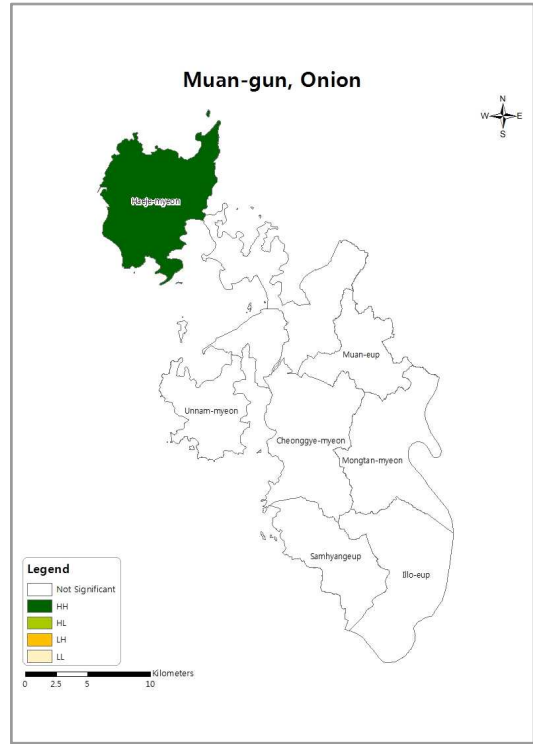 Muan-gun, Onion
N
W E
S
Haeje-myeon
Muan-eup
Unnam-myeon
Cheonggye-myeon
Mongtan-myeon
Samhyangeup
Illo-eup
Legend
Not Significant
HH
HL
LH
LL
Kilometers
0 2.5 5 10